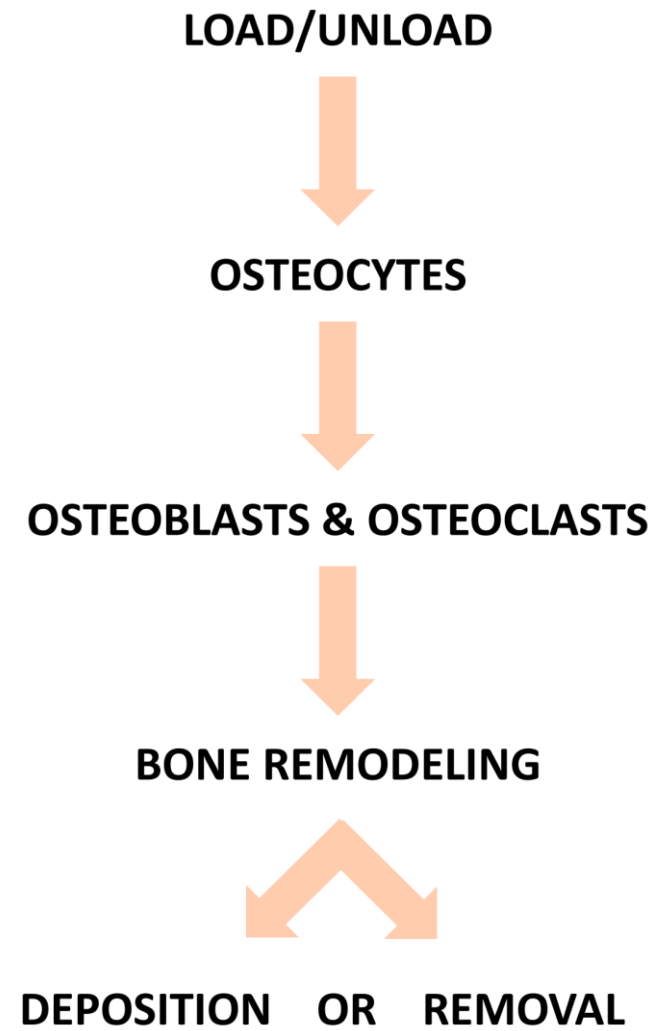 LOAD/UNLOAD
OSTEOCYTES
OSTEOBLASTS & OSTEOCLASTS
BONE REMODELING
DEPOSITION OR REMOVAL